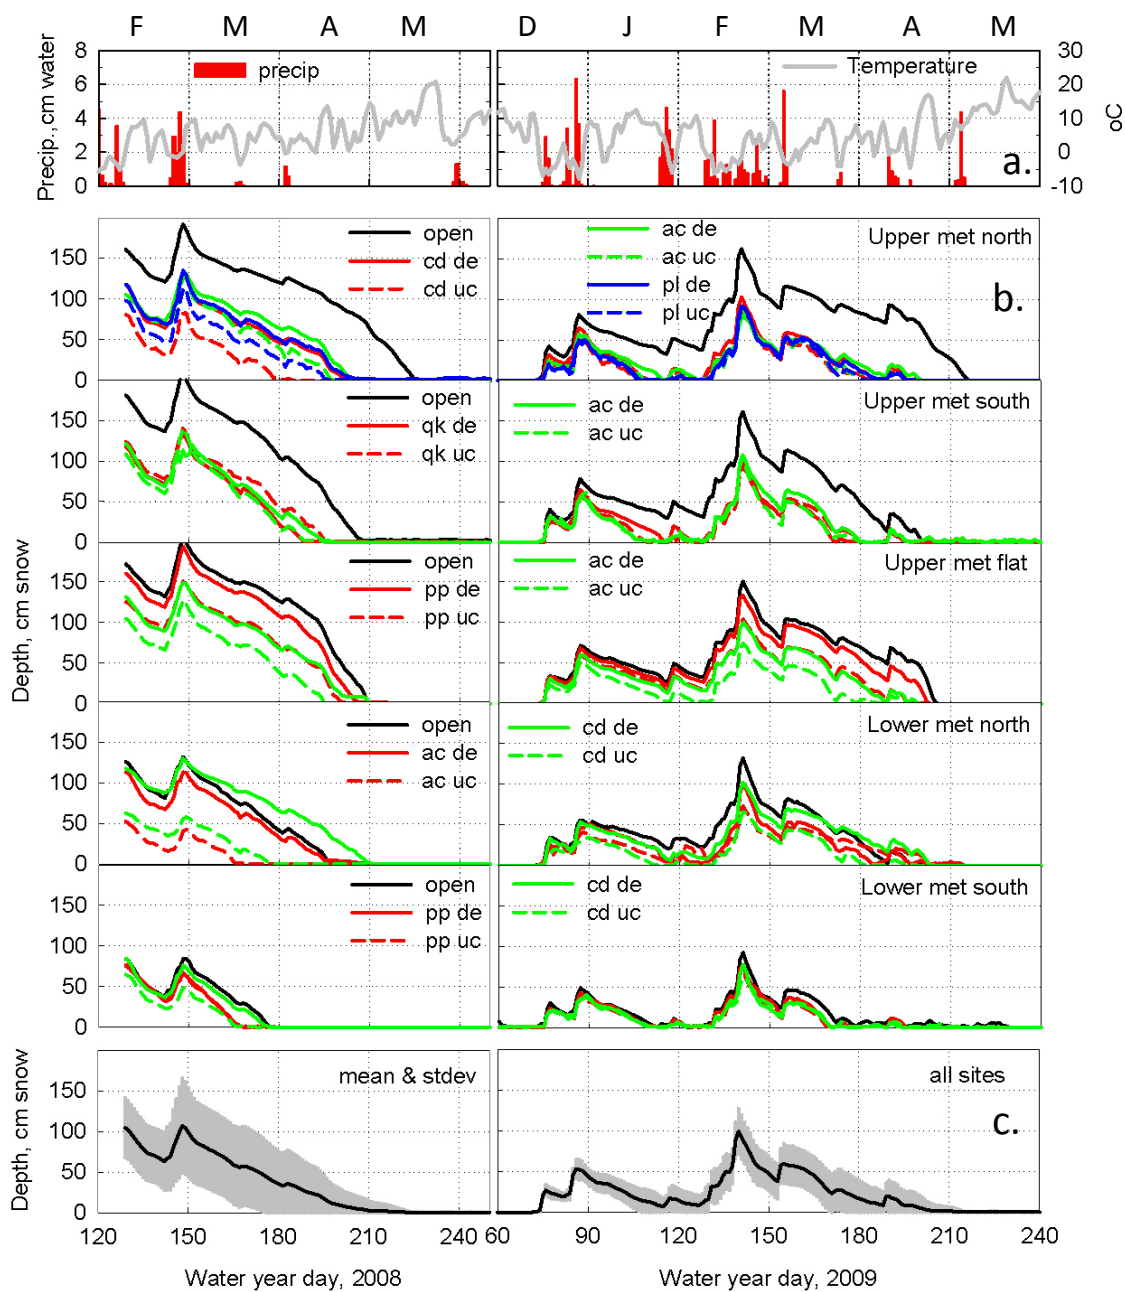 F M A D J F M A M
8 6 4 2 0
Precip., cm water
precip
Temperature
30 20 10 0 -10
oC
a.
Depth, cm snow
150 100 50 0
open
cd de
cd uc
ac de
ac uc
pl de
pl uc
Upper met north
b.
150 100 50 0
open
qk de
qk uc
ac de
ac uc
Upper met south
150 100 50 0
open
pp de
pp uc
ac de
ac uc
Upper met flat
150 100 50 0
open
ac de
ac uc
cd de
cd uc
Lower met north
150 100 50 0
open
pp de
pp uc
cd de
cd uc
Lower met south
Depth, cm snow
150 100 50 0
mean & stdev
all sites
c.
120 150 180 210 240 60 90 120 150 180 210 240
Water year day, 2008
Water year day, 2009